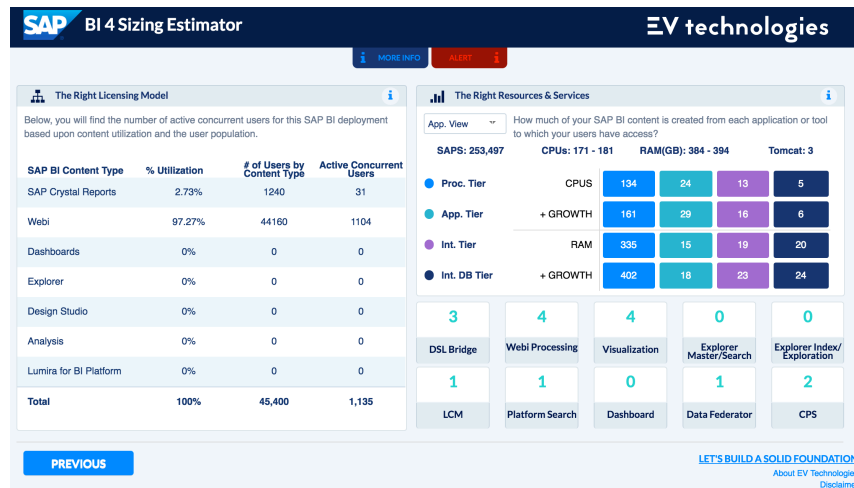 SAP BI 4 Sizing Estimator
EV technologies
i MORE INFO
ALERT i
The Right Licensing Model i
Below, you will find the number of active concurrent users for this SAP BI deployment
based upon content utilization and the user population.
SAP BI Content Type % Utilization # of Users by Content Type Active Concurrent Users
SAP Crystal Reports 2.73% 1240 31
Webi 97.27% 44160 1104
Dashboards 0% 0 0
Explorer 0% 0 0
Design Studio 0% 0 0
Analysis 0% 0 0
Lumira for BI Platform 0% 0 0
Total 100% 45,400 1,135
The Right Resources & Services i
App. View
How much of your SAP BI content is created from each application or tool
to which your users have access?
SAPS: 253,497 CPUs: 171 - 181 RAM(GB): 384 - 394 Tomcat: 3
Proc. Tier CPUS 134 24 13 5
App. Tier + GROWTH 161 29 16 6
Int. Tier RAM 335 15 19 20
Int. DB Tier + GROWTH 402 18 23 24
3 4 4 0 0
DSL Bridge Webi Processing Visualization Explorer Master/Search Explorer Index/ Exploration
1 1 0 1 2
LCM Platform Search Dashboard Data Federator CPS
PREVIOUS
LET'S BUILD A SOLID FOUNDATION
About EV Technologie
Disclaime